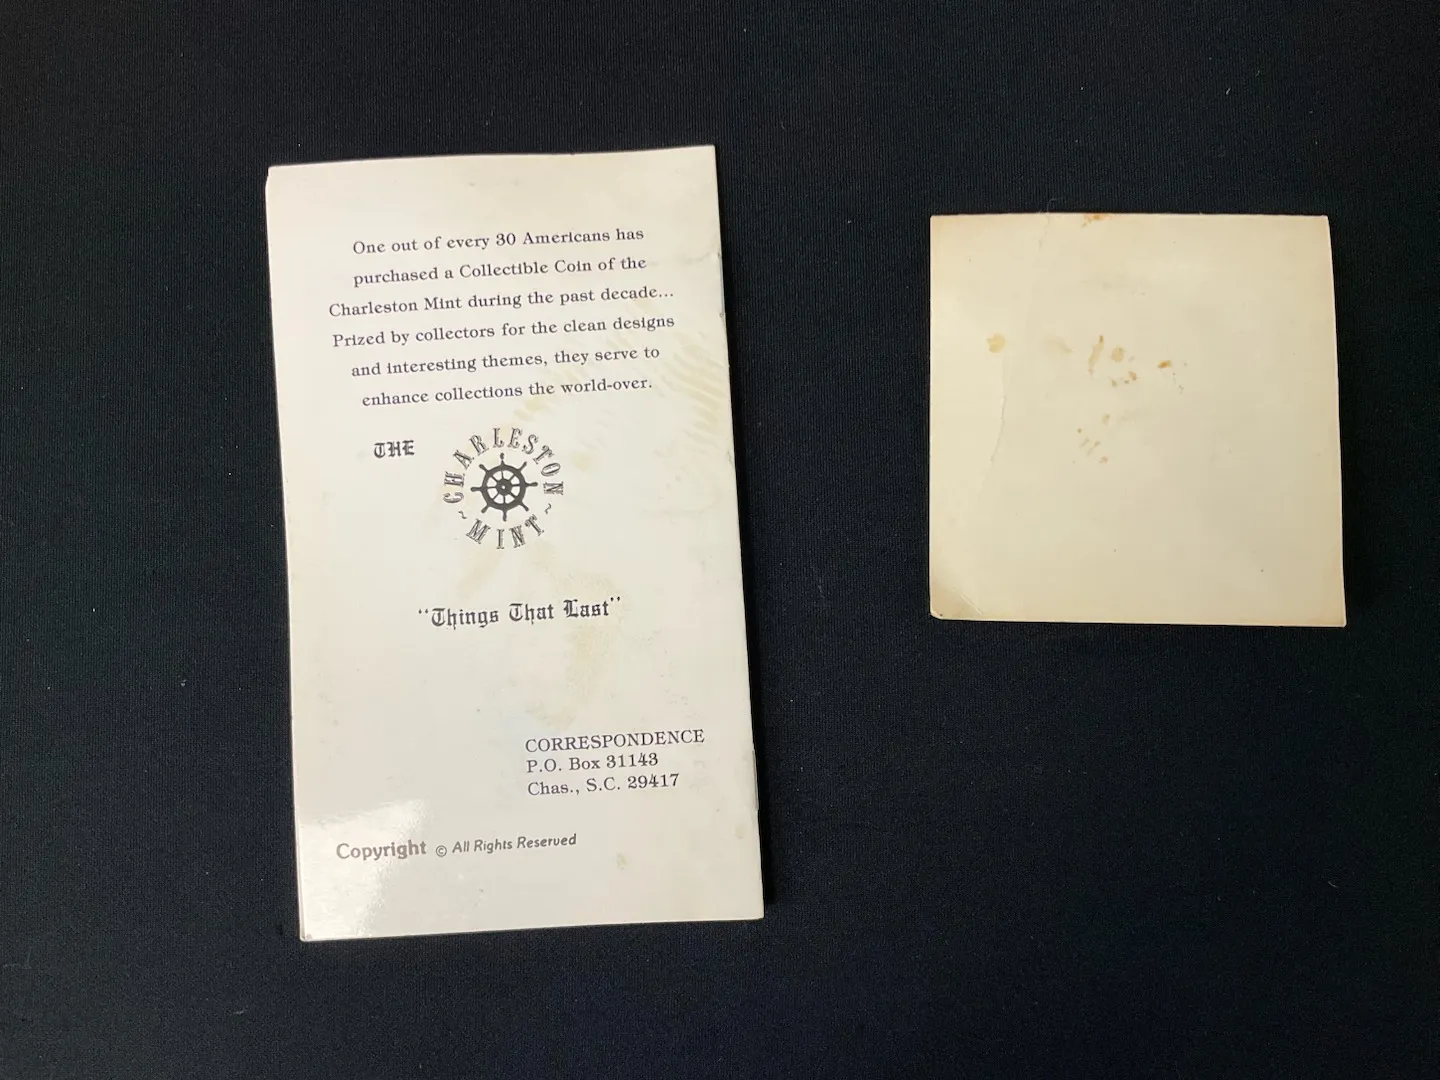 One out of every 30 Americans has
purchased a Collectible Coin of the
Charleston Mint during the past decade...
Prized by collectors for the clean designs
and interesting themes, they serve to
enhance collections the world-over.
THE
CHARLESTON
~ MINT ~
"Things That Last"
CORRESPONDENCE
P.O. Box 31143
Chas., S.C. 29417
Copyright © All Rights Reserved